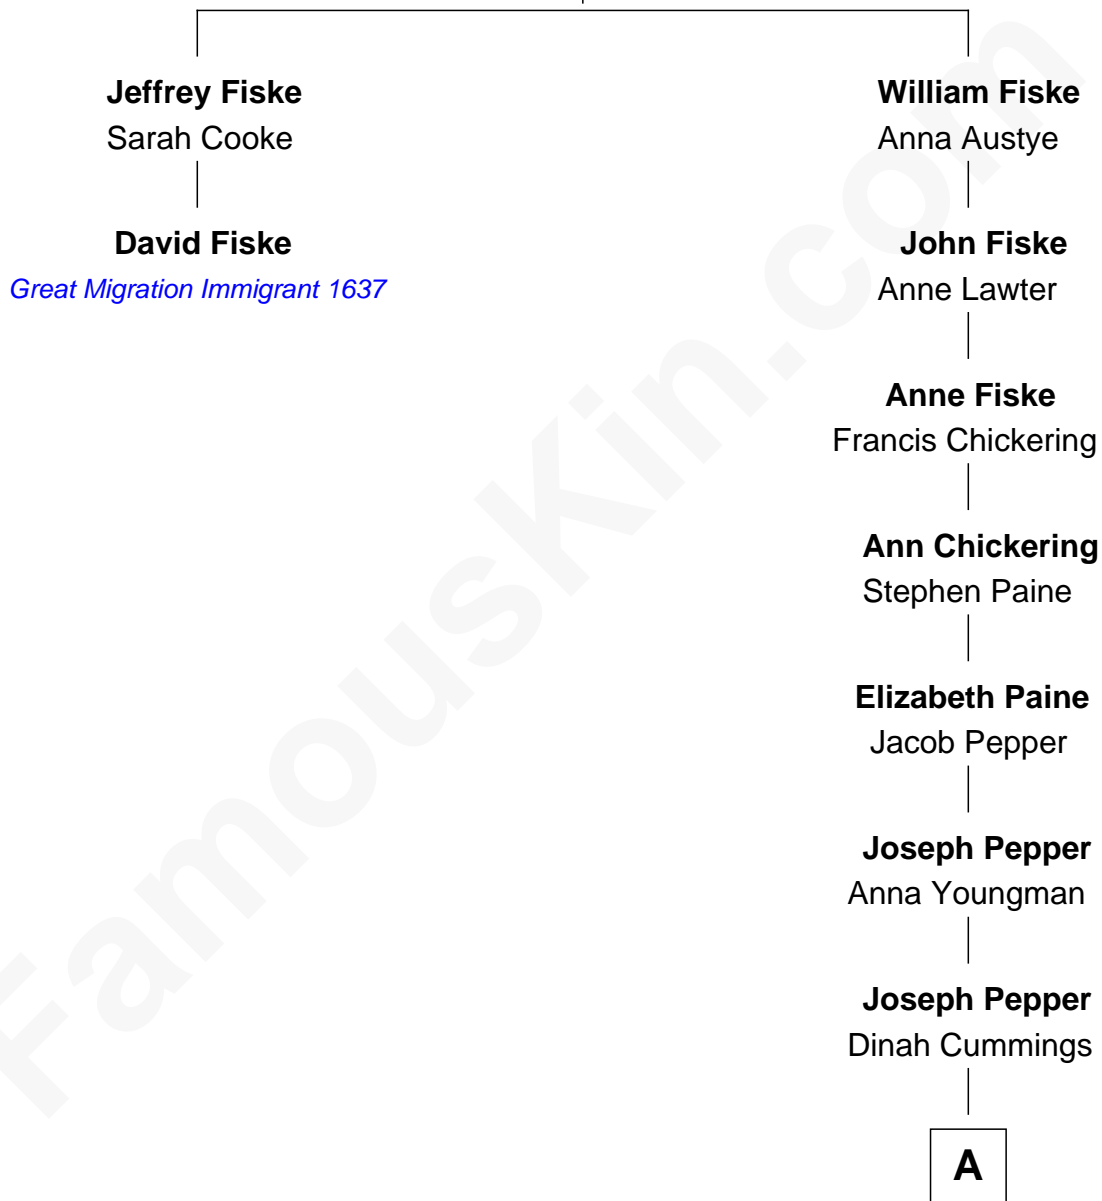 Jeffrey Fiske
Sarah Cooke
David Fiske
Great Migration Immigrant 1637
William Fiske
Anna Austye
John Fiske
Anne Lawter
Anne Fiske
Francis Chickering
Ann Chickering
Stephen Paine
Elizabeth Paine
Jacob Pepper
Joseph Pepper
Anna Youngman
Joseph Pepper
Dinah Cummings
A
FamousKin.com